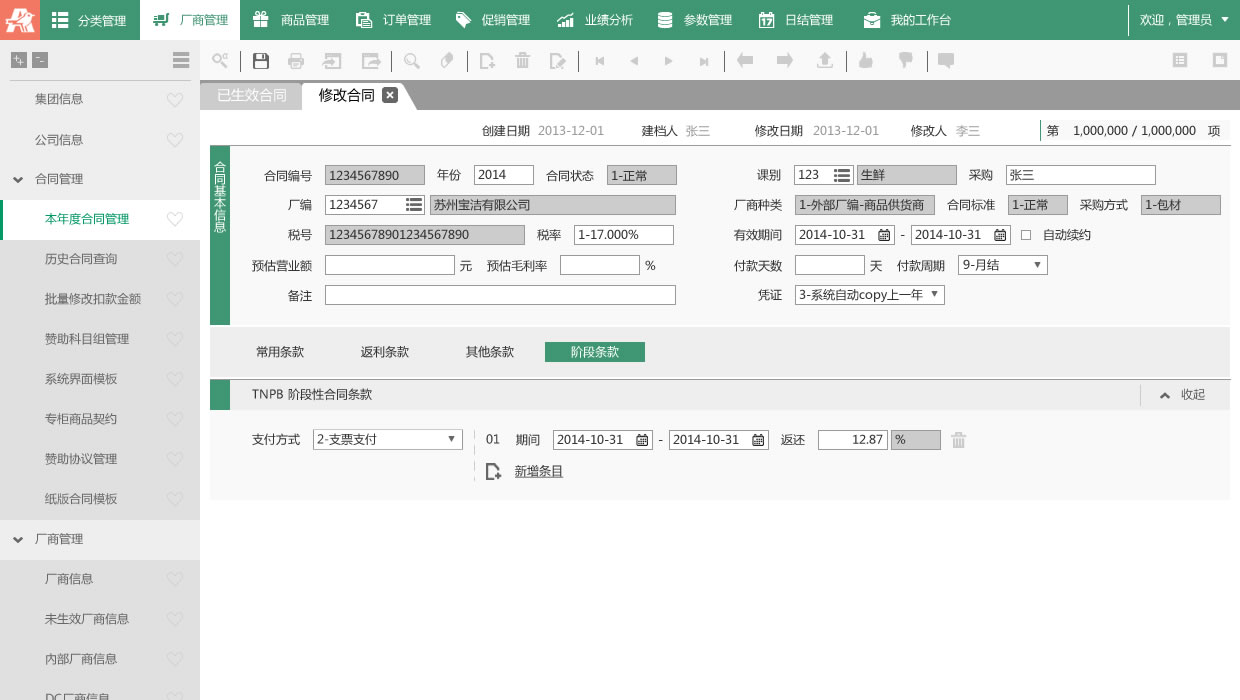 分类管理 厂商管理 商品管理 订单管理 促销管理 业绩分析 参数管理 日结管理 我的工作台 欢迎，管理员
已生效合同 修改合同
集团信息
公司信息
合同管理
本年度合同管理
历史合同查询
批量修改扣款金额
赞助科目组管理
系统界面模板
专柜商品契约
赞助协议管理
纸版合同模板
厂商管理
厂商信息
未生效厂商信息
内部厂商信息
DC厂商信息
创建日期 2013-12-01 建档人 张三 修改日期 2013-12-01 修改人 李三 第 1,000,000 / 1,000,000 项
合同基本信息
合同编号 1234567890 年份 2014 合同状态 1-正常 课别 123 生鲜 采购 张三
厂编 1234567 苏州宝洁有限公司 厂商种类 1-外部厂编-商品供货商 合同标准 1-正常 采购方式 1-包材
税号 12345678901234567890 税率 1-17.000% 有效期间 2014-10-31 - 2014-10-31 自动续约
预估营业额 元 预估毛利率 % 付款天数 天 付款周期 9-月结
备注 凭证 3-系统自动copy上一年
常用条款 返利条款 其他条款 阶段条款
TNPB 阶段性合同条款 收起
支付方式 2-支票支付 01 期间 2014-10-31 - 2014-10-31 返还 12.87 %
新增条目